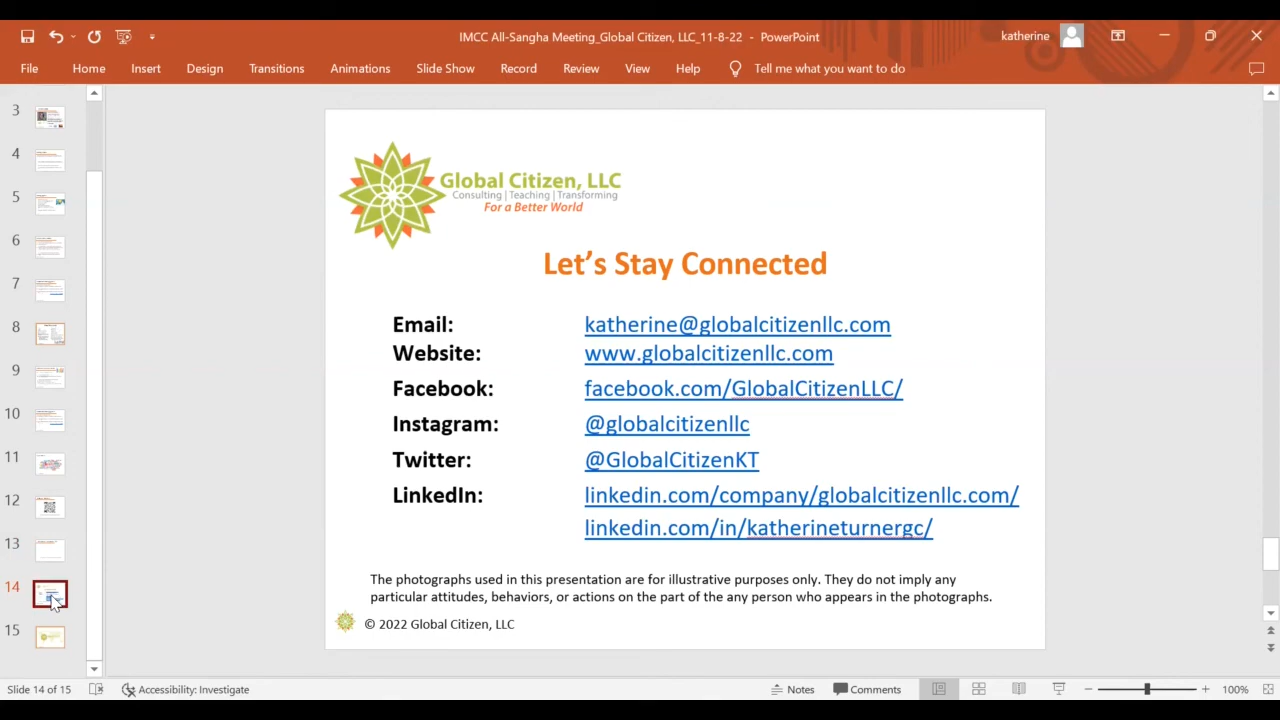 IMCC All-Sangha Meeting_Global Citizen, LLC_11-8-22 - PowerPoint
katherine
File Home Insert Design Transitions Animations Slide Show Record Review View Help Tell me what you want to do
3
4
5
6
7
8
9
10
11
12
13
14
15
Global Citizen, LLC
Consulting | Teaching | Transforming
For a Better World
Let's Stay Connected
Email: katherine@globalcitizenllc.com
Website: www.globalcitizenllc.com
Facebook: facebook.com/GlobalCitizenLLC/
Instagram: @globalcitizenllc
Twitter: @GlobalCitizenKT
LinkedIn: linkedin.com/company/globalcitizenllc.com/
linkedin.com/in/katherineturnergc/
The photographs used in this presentation are for illustrative purposes only. They do not imply any
particular attitudes, behaviors, or actions on the part of the any person who appears in the photographs.
© 2022 Global Citizen, LLC
Slide 14 of 15 Accessibility: Investigate Notes Comments 100%